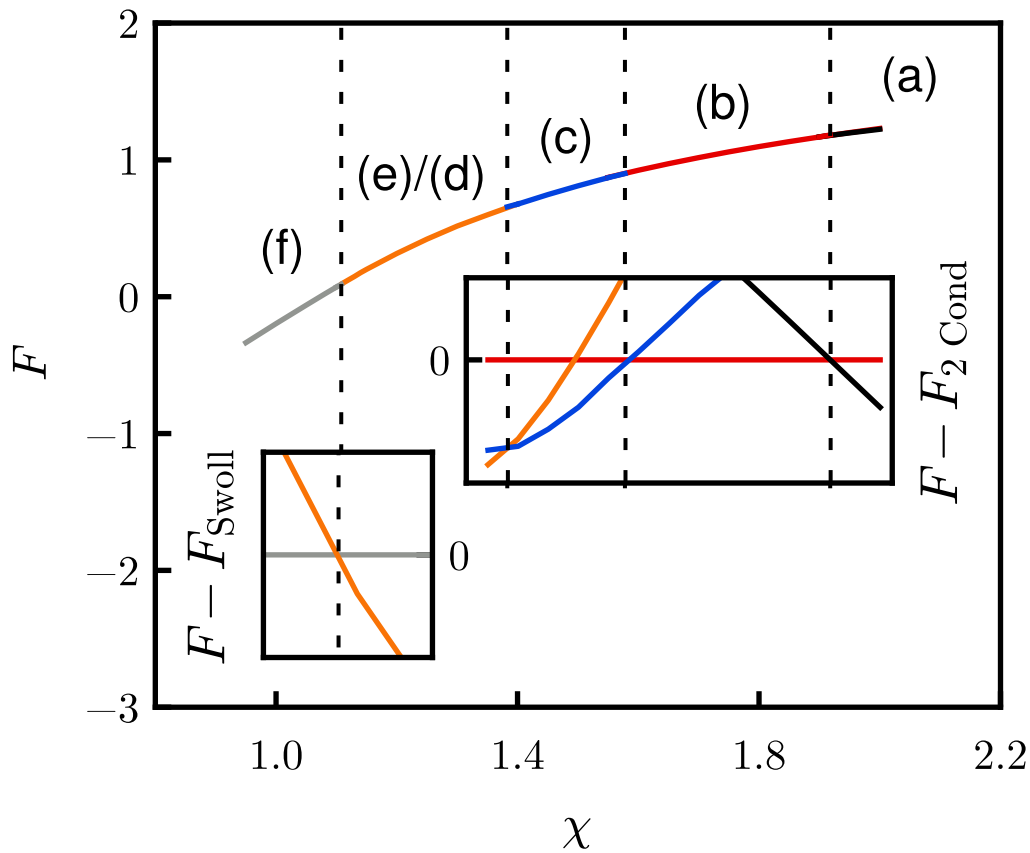 2
1
0
−1
−2
−3
F
(a)
(b)
(c)
(e)/(d)
(f)
0
F − F2 Cond
F − FSwoll
0
1.0
1.4
1.8
2.2
χ